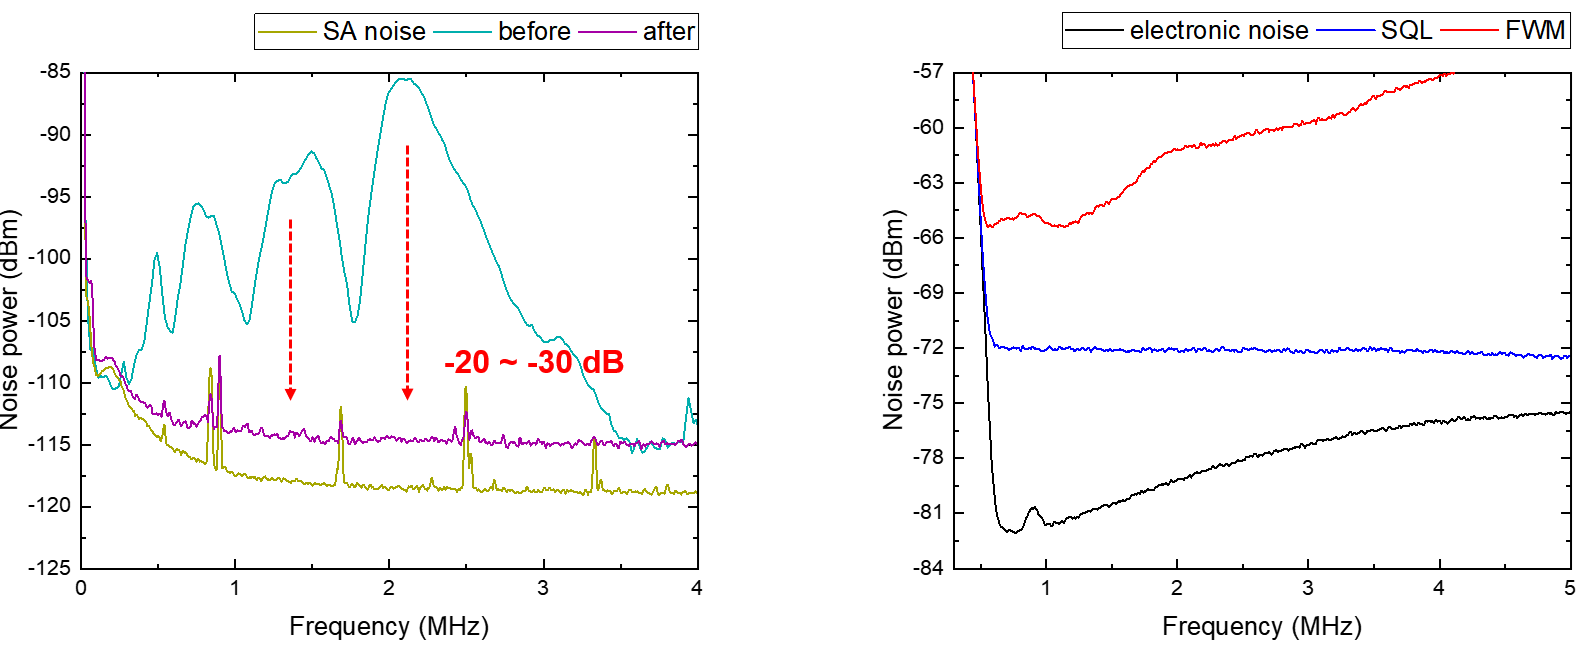 SA noise before after
-85
-90
-95
-100
-105
-110
-115
-120
-125
Noise power (dBm)
-20 ~ -30 dB
0 1 2 3 4
Frequency (MHz)
electronic noise SQL FWM
-57
-60
-63
-66
-69
-72
-75
-78
-81
-84
Noise power (dBm)
1 2 3 4 5
Frequency (MHz)